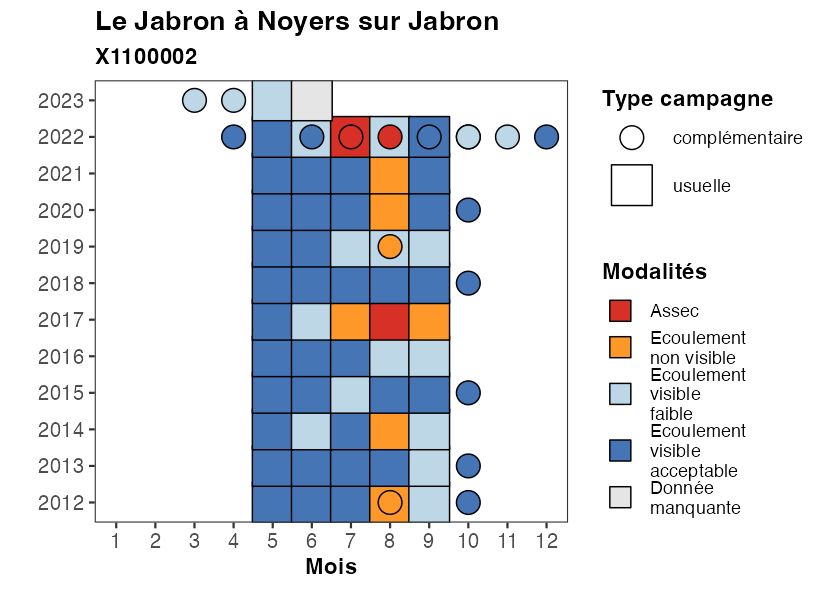 Le Jabron à Noyers sur Jabron
X1100002
2023
2022
2021
2020
2019
2018
2017
2016
2015
2014
2013
2012
1 2 3 4 5 6 7 8 9 10 11 12
Mois
Type campagne
complémentaire
usuelle
Modalités
Assec
Ecoulement
non visible
Ecoulement
visible
faible
Ecoulement
visible
acceptable
Donnée
manquante